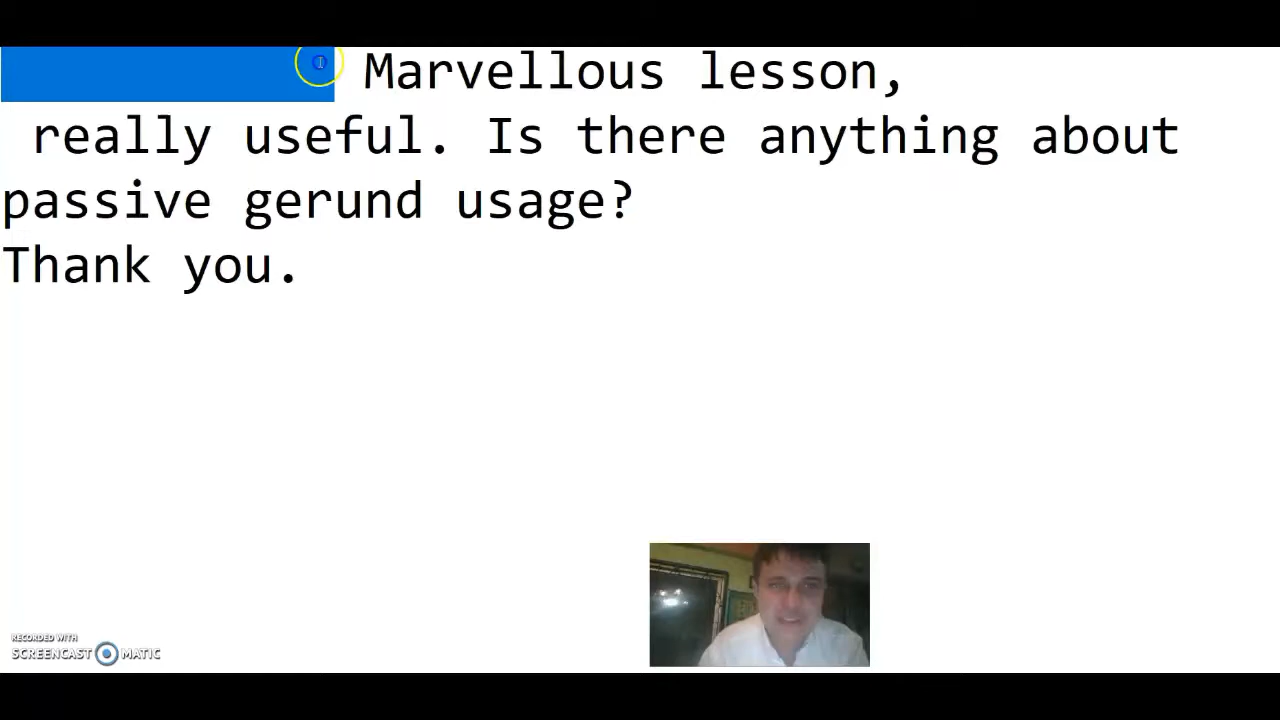 Marvellous lesson,
really useful. Is there anything about
passive gerund usage?
Thank you.
RECORDED WITH
SCREENCAST MATIC